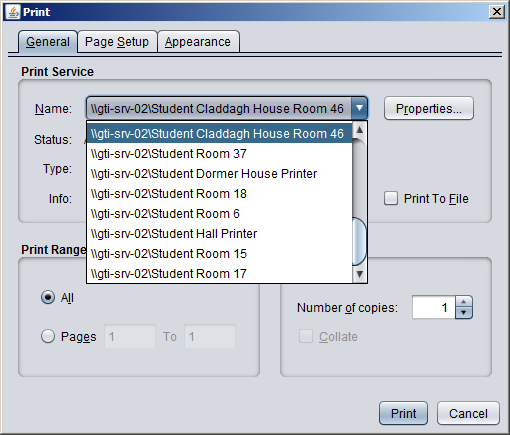 Print
General Page Setup Appearance
Print Service
Name: \\gti-srv-02\Student Claddagh House Room 46 Properties...
\\gti-srv-02\Student Claddagh House Room 46
Status:
\\gti-srv-02\Student Room 37
Type: \\gti-srv-02\Student Dormer House Printer
Info: \\gti-srv-02\Student Room 18 Print To File
\\gti-srv-02\Student Room 6
\\gti-srv-02\Student Hall Printer
Print Range \\gti-srv-02\Student Room 15
\\gti-srv-02\Student Room 17
All
Number of copies: 1
Pages 1 To 1 Collate
Print Cancel